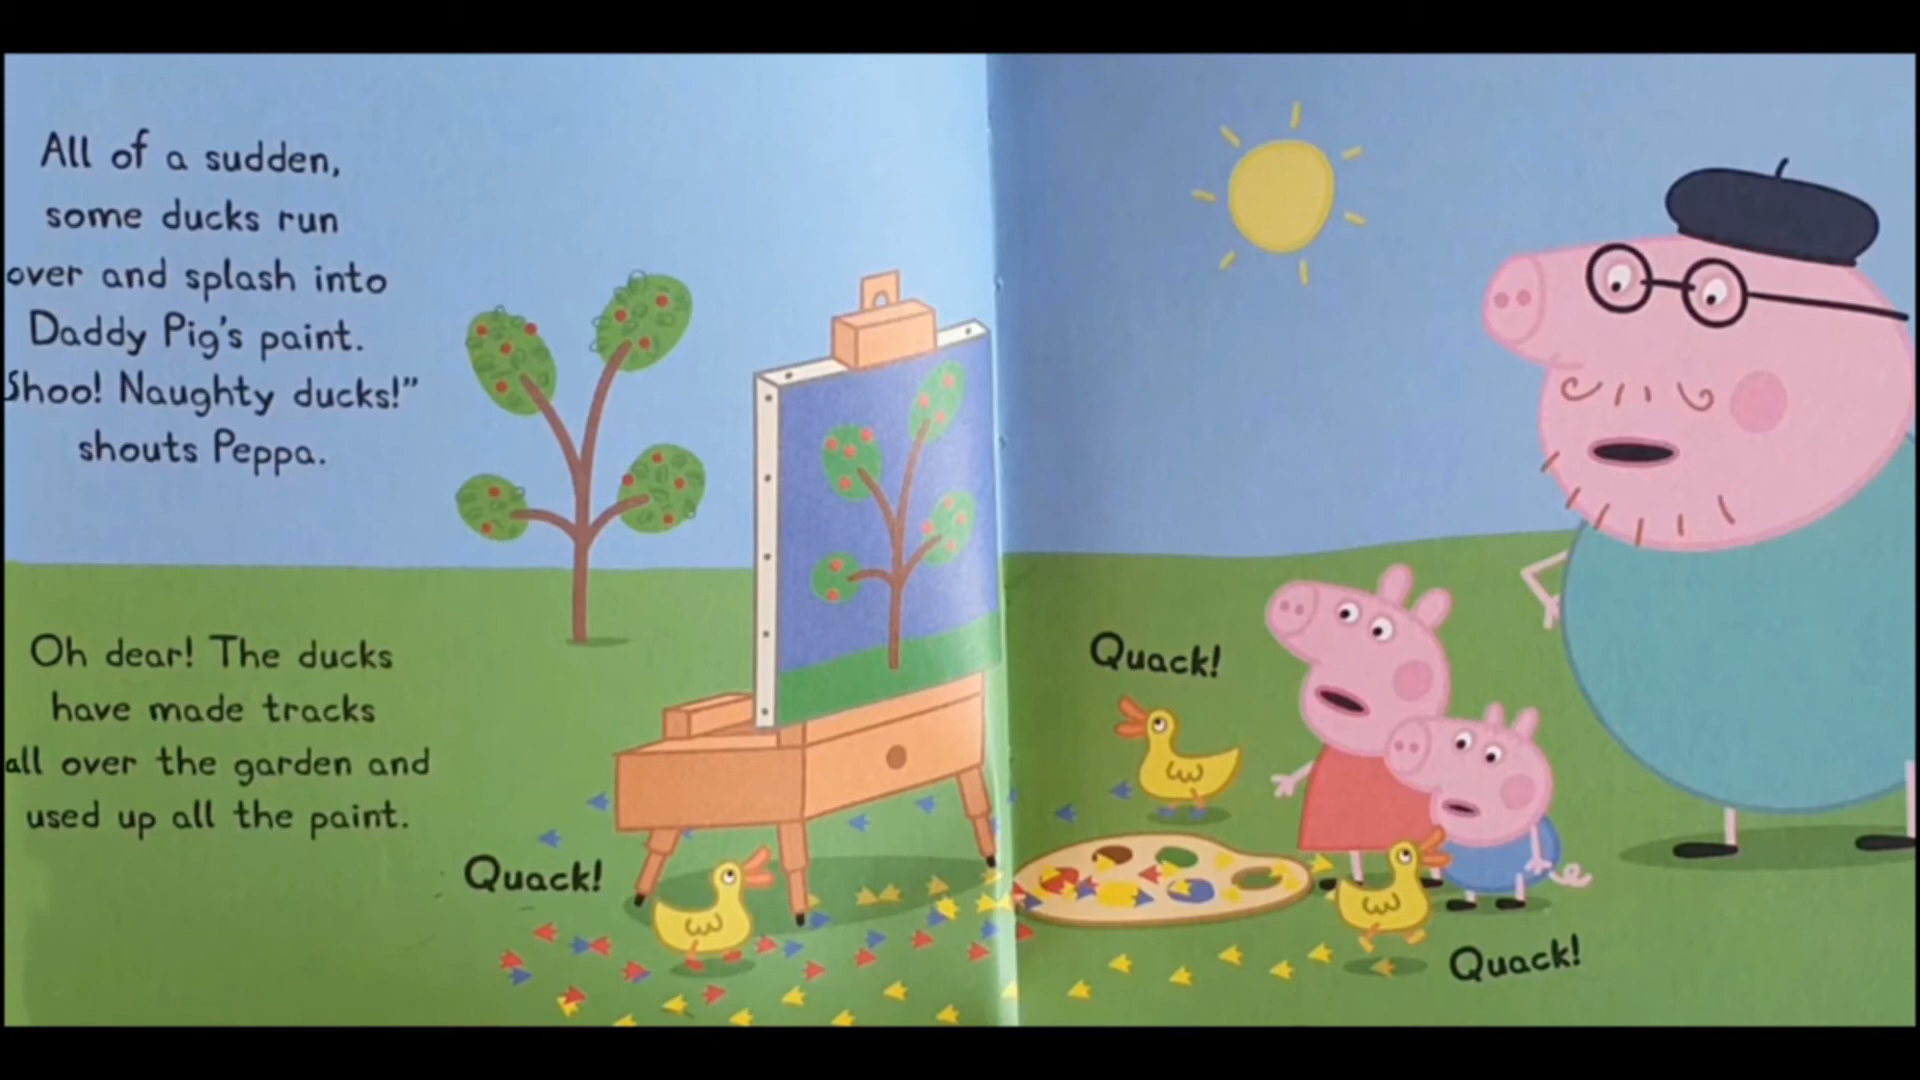 All of a sudden,
some ducks run
over and splash into
Daddy Pig's paint.
Shoo! Naughty ducks!"
shouts Peppa.
Oh dear! The ducks
have made tracks
all over the garden and
used up all the paint.
Quack!
Quack!
Quack!